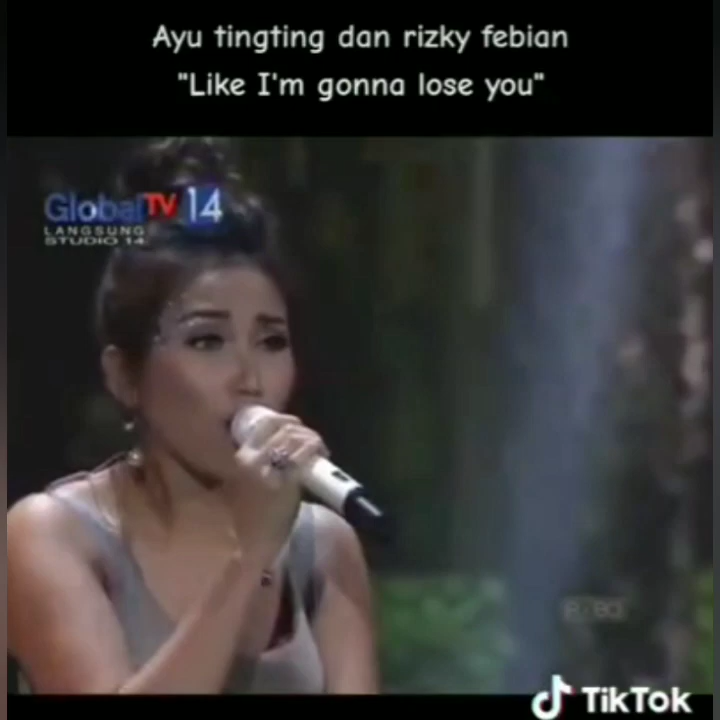 Ayu tingting dan rizky febian
"Like I'm gonna lose you"
GlobalTV 14
LANGSUNG
STUDIO 14
TikTok